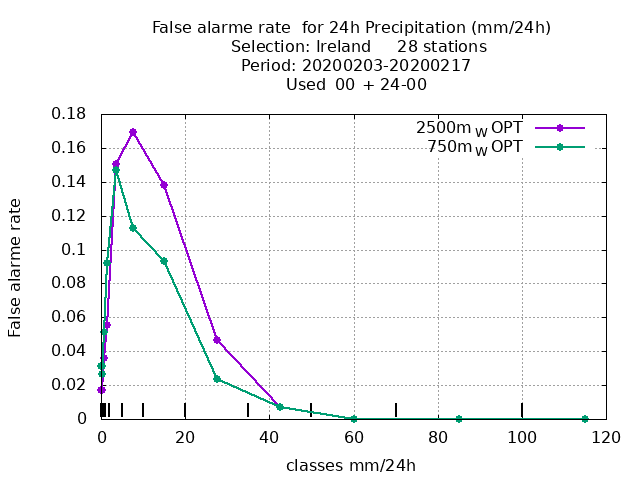 False alarme rate  for 24h Precipitation (mm/24h)
Selection: Ireland     28 stations
Period: 20200203-20200217
Used  00 + 24-00
2500m W OPT
750m W OPT
False alarme rate
0.18
0.16
0.14
0.12
0.1
0.08
0.06
0.04
0.02
0
0 20 40 60 80 100 120
classes mm/24h